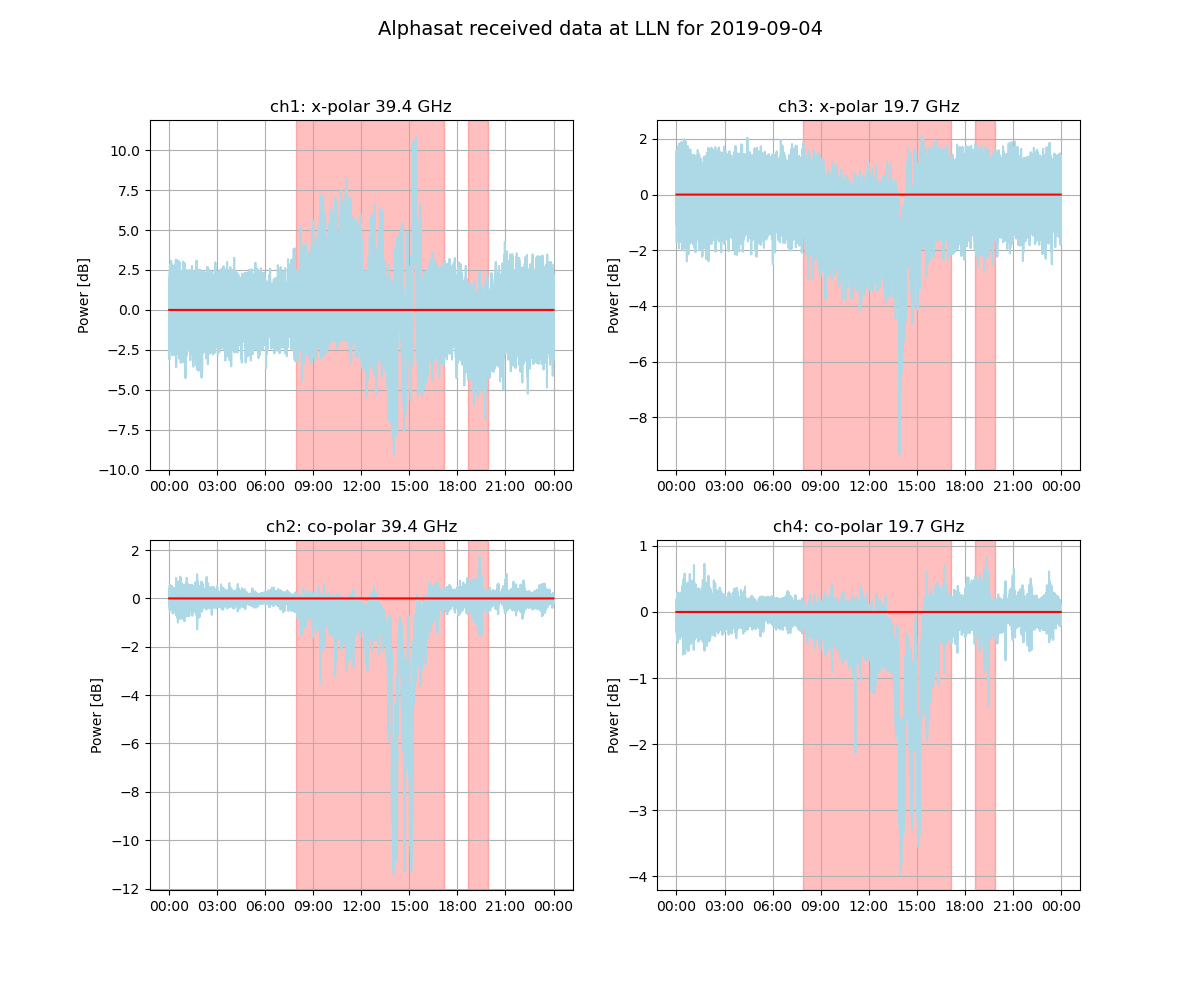 Alphasat received data at LLN for 2019-09-04
ch1: x-polar 39.4 GHz
Power [dB]
10.0
7.5
5.0
2.5
0.0
−2.5
−5.0
−7.5
−10.0
00:00 03:00 06:00 09:00 12:00 15:00 18:00 21:00 00:00
ch3: x-polar 19.7 GHz
Power [dB]
2
0
−2
−4
−6
−8
00:00 03:00 06:00 09:00 12:00 15:00 18:00 21:00 00:00
ch2: co-polar 39.4 GHz
Power [dB]
2
0
−2
−4
−6
−8
−10
−12
00:00 03:00 06:00 09:00 12:00 15:00 18:00 21:00 00:00
ch4: co-polar 19.7 GHz
Power [dB]
1
0
−1
−2
−3
−4
00:00 03:00 06:00 09:00 12:00 15:00 18:00 21:00 00:00